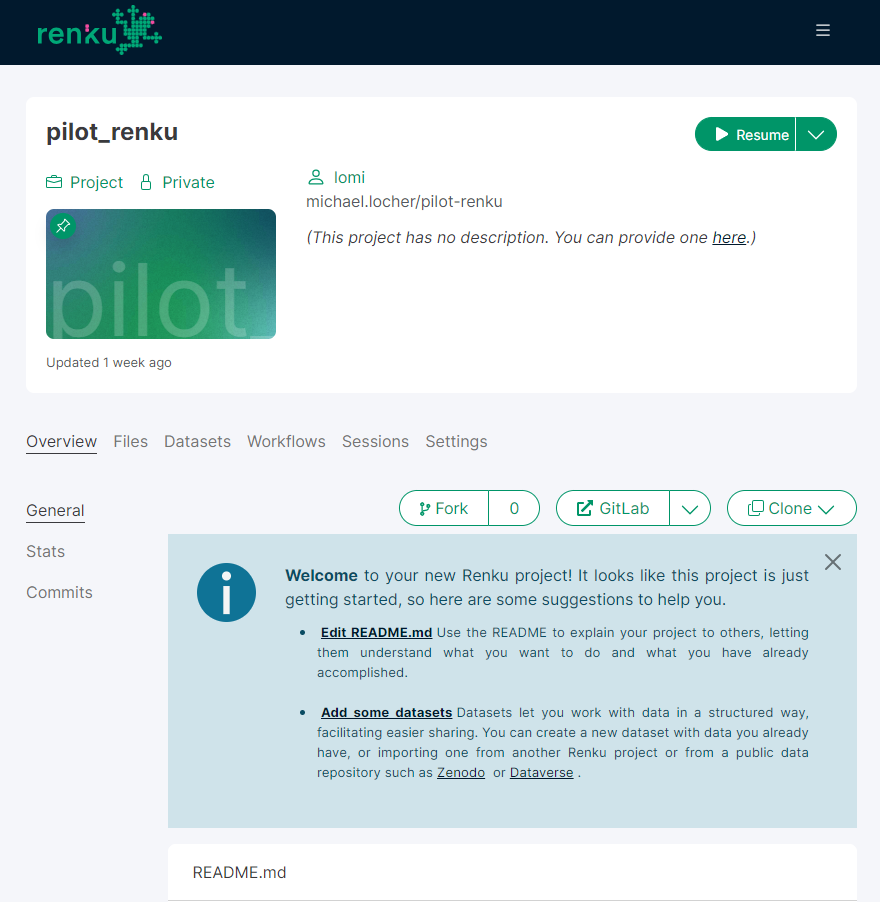 renku
pilot_renku
Resume
Project Private
lomi
michael.locher/pilot-renku
(This project has no description. You can provide one here.)
pilot_
Updated 1 week ago
Overview Files Datasets Workflows Sessions Settings
General
Stats
Commits
Fork 0 GitLab Clone
Welcome to your new Renku project! It looks like this project is just
getting started, so here are some suggestions to help you.
• Edit README.md Use the README to explain your project to others, letting
them understand what you want to do and what you have already
accomplished.
• Add some datasets Datasets let you work with data in a structured way,
facilitating easier sharing. You can create a new dataset with data you already
have, or importing one from another Renku project or from a public data
repository such as Zenodo or Dataverse .
README.md